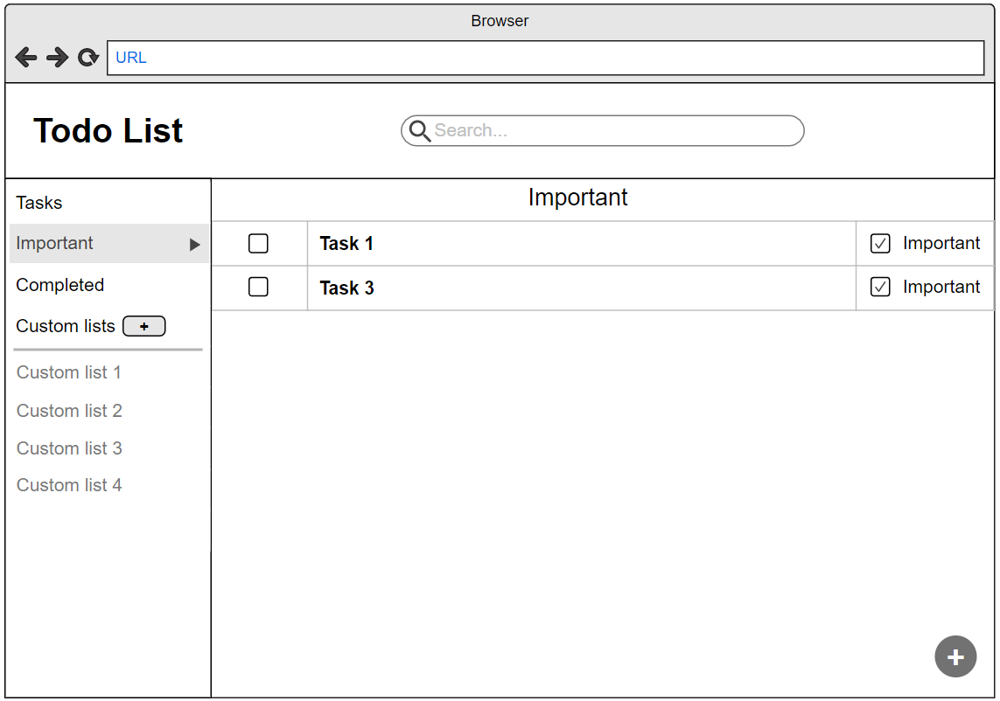 Browser
URL
Todo List
Search...
Tasks
Important
Completed
Custom lists +
Custom list 1
Custom list 2
Custom list 3
Custom list 4
Important
Task 1 Important
Task 3 Important
+